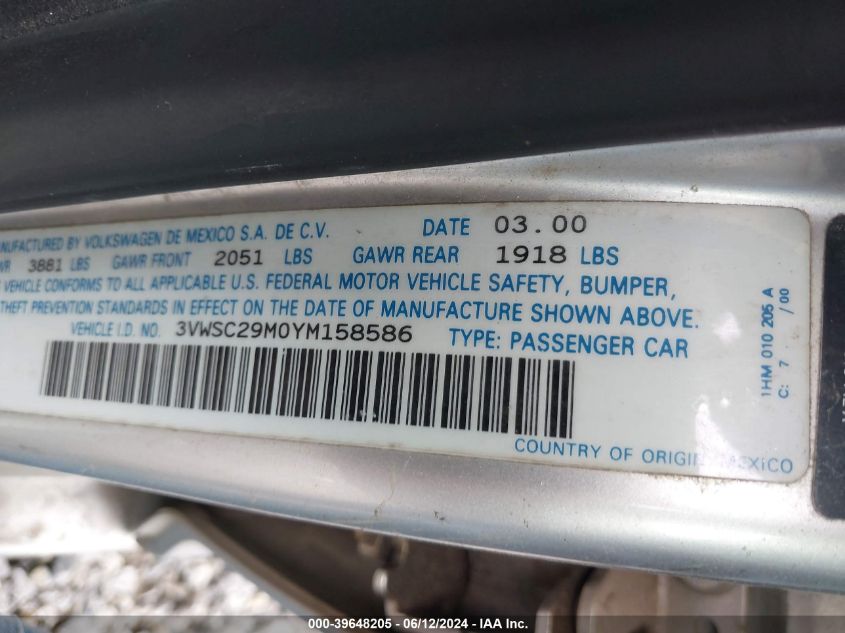 MANUFACTURED BY VOLKSWAGEN DE MEXICO S.A. DE C.V. DATE 03.00
3881 LBS GAWR FRONT 2051 LBS GAWR REAR 1918 LBS
VEHICLE CONFORMS TO ALL APPLICABLE U.S. FEDERAL MOTOR VEHICLE SAFETY, BUMPER,
THEFT PREVENTION STANDARDS IN EFFECT ON THE DATE OF MANUFACTURE SHOWN ABOVE.
VEHICLE I.D. NO. 3VWSC29M0YM158586 TYPE: PASSENGER CAR
COUNTRY OF ORIGIN MEXICO
1HM 010 205 A
C: 7 /00
000-39648205 - 06/12/2024 - IAA Inc.